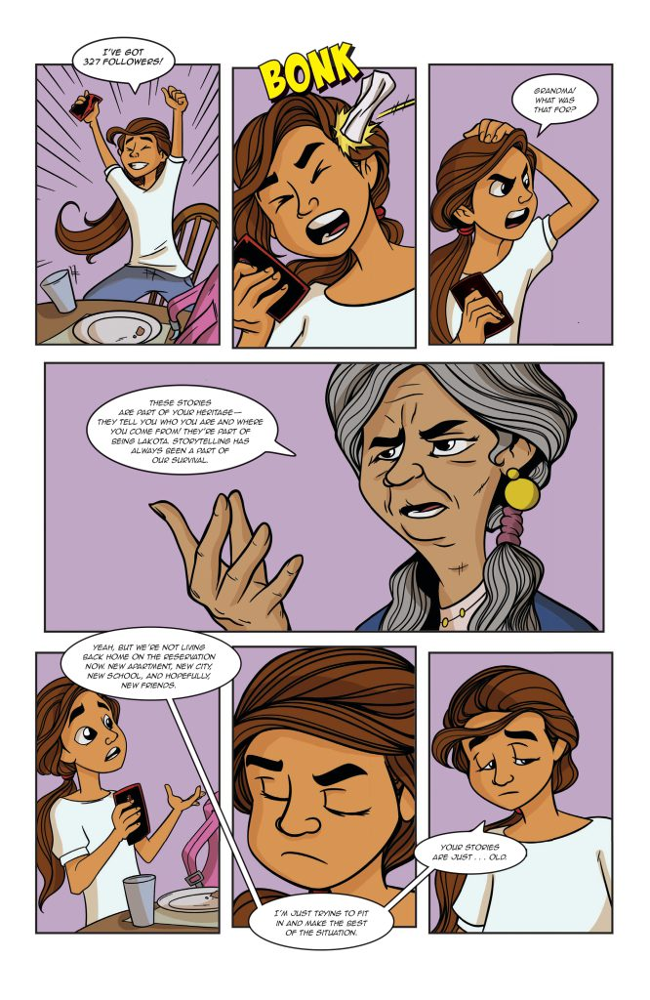 I'VE GOT
327 FOLLOWERS!
BONK
GRANDMA!
WHAT WAS
THAT FOR?
THESE STORIES
ARE PART OF YOUR HERITAGE—
THEY TELL YOU WHO YOU ARE AND WHERE
YOU COME FROM! THEY'RE PART OF
BEING LAKOTA. STORYTELLING HAS
ALWAYS BEEN A PART OF
OUR SURVIVAL.
YEAH, BUT WE'RE NOT LIVING
BACK HOME ON THE RESERVATION
NOW. NEW APARTMENT, NEW CITY,
NEW SCHOOL, AND HOPEFULLY,
NEW FRIENDS.
I'M JUST TRYING TO FIT
IN AND MAKE THE BEST
OF THE SITUATION.
YOUR STORIES
ARE JUST . . . OLD.